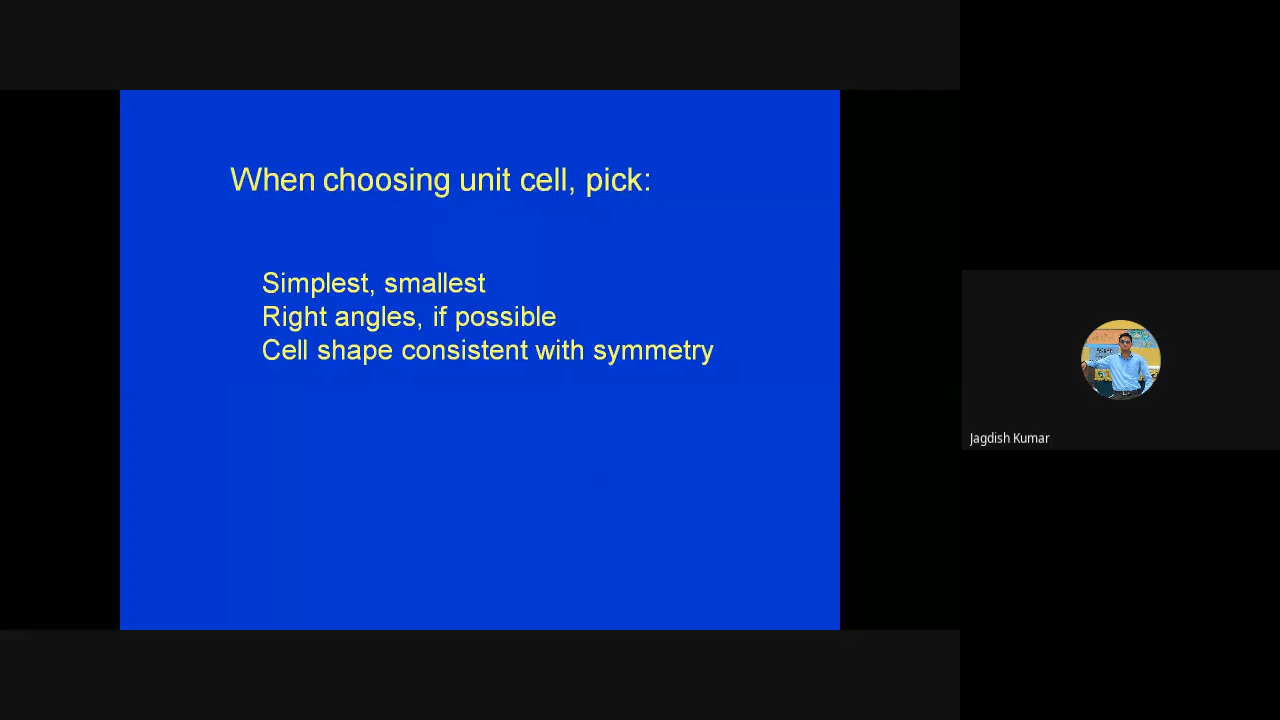 When choosing unit cell, pick:
Simplest, smallest
Right angles, if possible
Cell shape consistent with symmetry
Jagdish Kumar